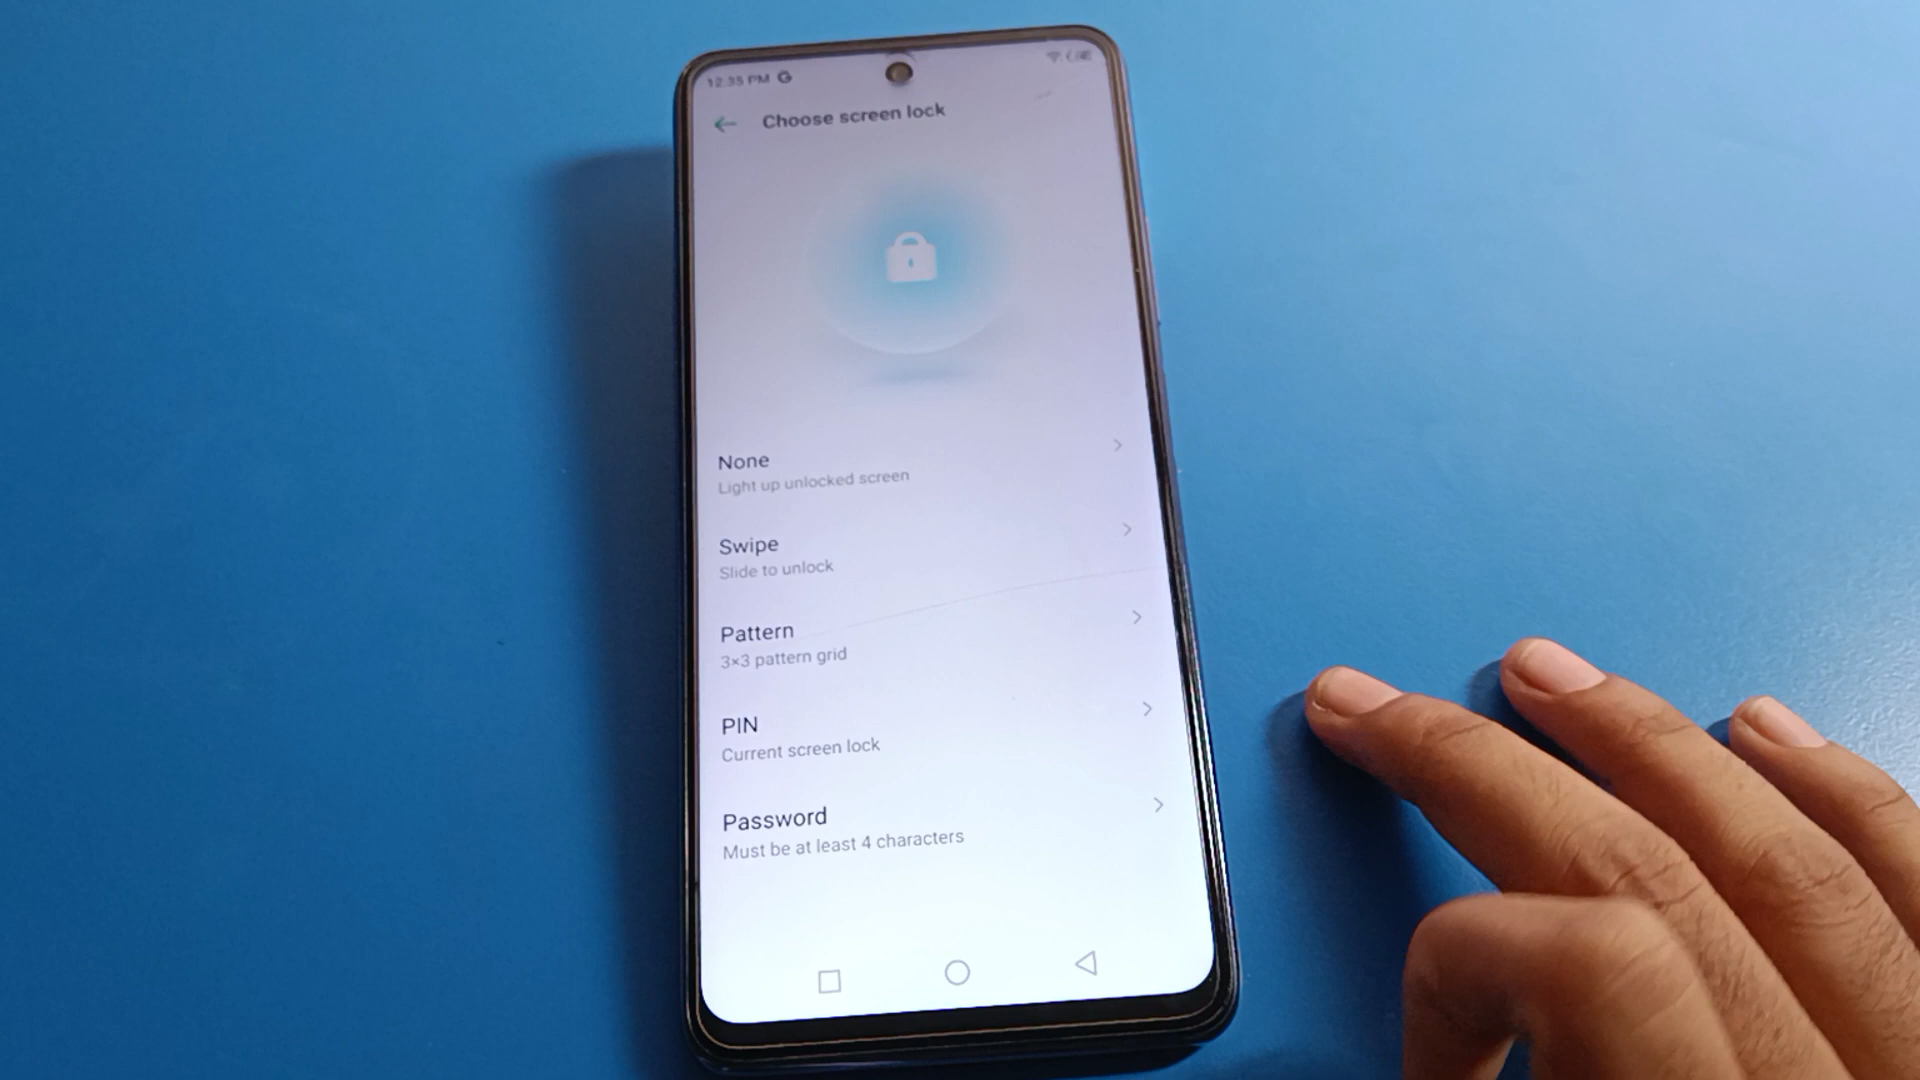 12:35 PM G
Choose screen lock
None
Light up unlocked screen
Swipe
Slide to unlock
Pattern
3×3 pattern grid
PIN
Current screen lock
Password
Must be at least 4 characters